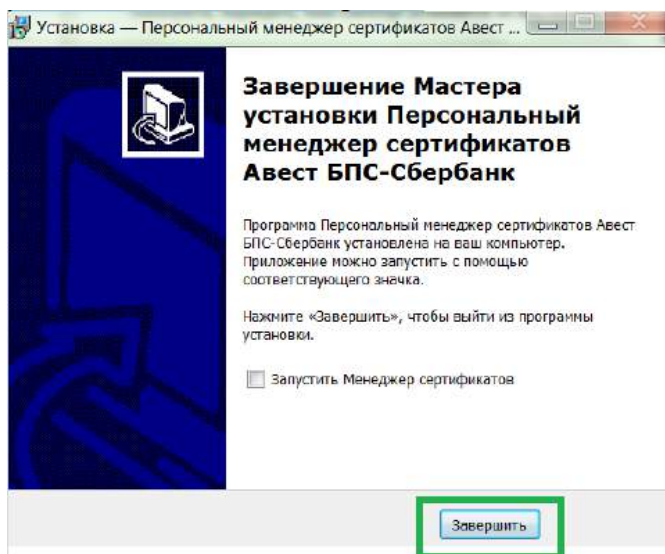 Установка — Персональный менеджер сертификатов Авест ...
Завершение Мастера
установки Персональный
менеджер сертификатов
Авест БПС-Сбербанк
Программа Персональный менеджер сертификатов Авест
БПС-Сбербанк установлена на ваш компьютер.
Приложение можно запустить с помощью
соответствующего значка.
Нажмите «Завершить», чтобы выйти из программы
установки.
Запустить Менеджер сертификатов
Завершить